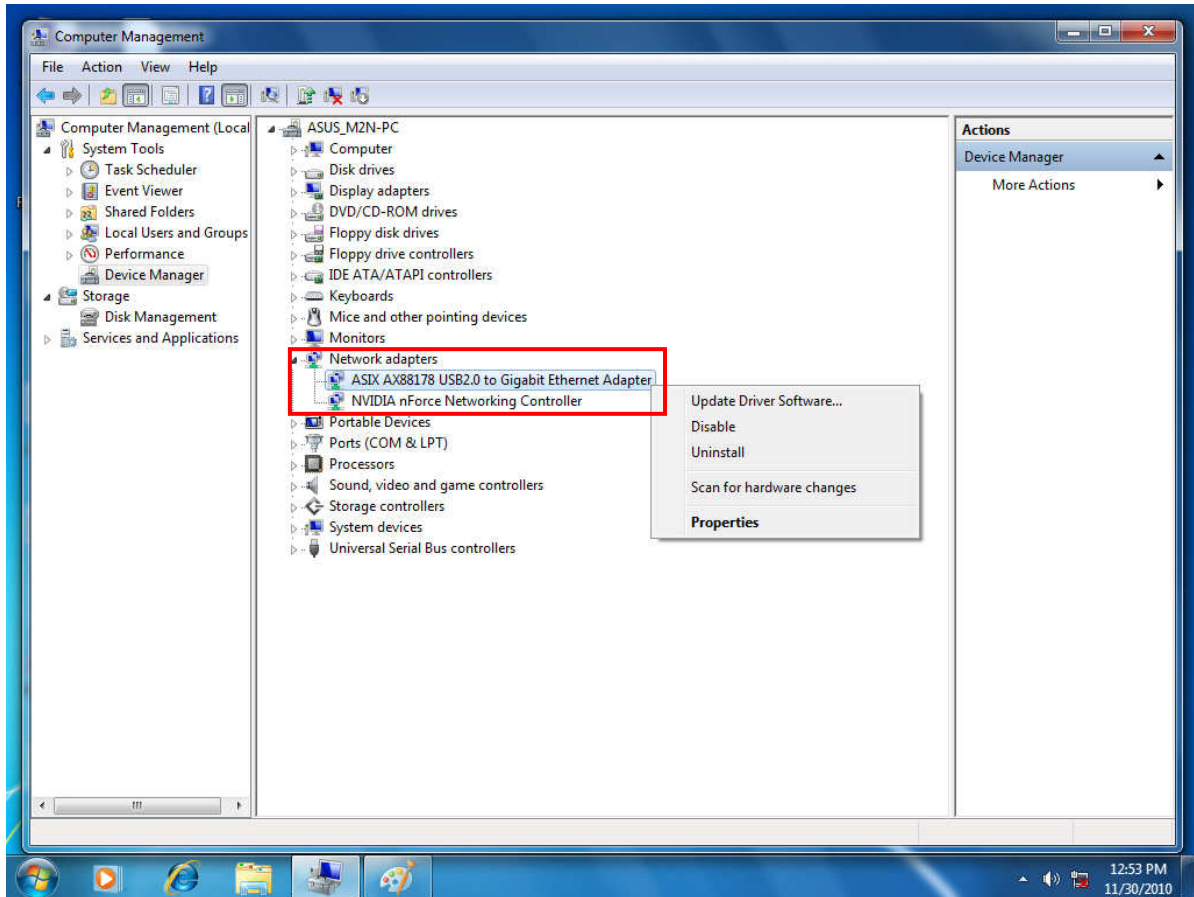 Computer Management
File Action View Help
Computer Management (Local
System Tools
Task Scheduler
Event Viewer
Shared Folders
Local Users and Groups
Performance
Device Manager
Storage
Disk Management
Services and Applications
ASUS_M2N-PC
Computer
Disk drives
Display adapters
DVD/CD-ROM drives
Floppy disk drives
Floppy drive controllers
IDE ATA/ATAPI controllers
Keyboards
Mice and other pointing devices
Monitors
Network adapters
ASIX AX88178 USB2.0 to Gigabit Ethernet Adapter
NVIDIA nForce Networking Controller
Portable Devices
Ports (COM & LPT)
Processors
Sound, video and game controllers
Storage controllers
System devices
Universal Serial Bus controllers
Update Driver Software...
Disable
Uninstall
Scan for hardware changes
Properties
Actions
Device Manager
More Actions
12:53 PM
11/30/2010